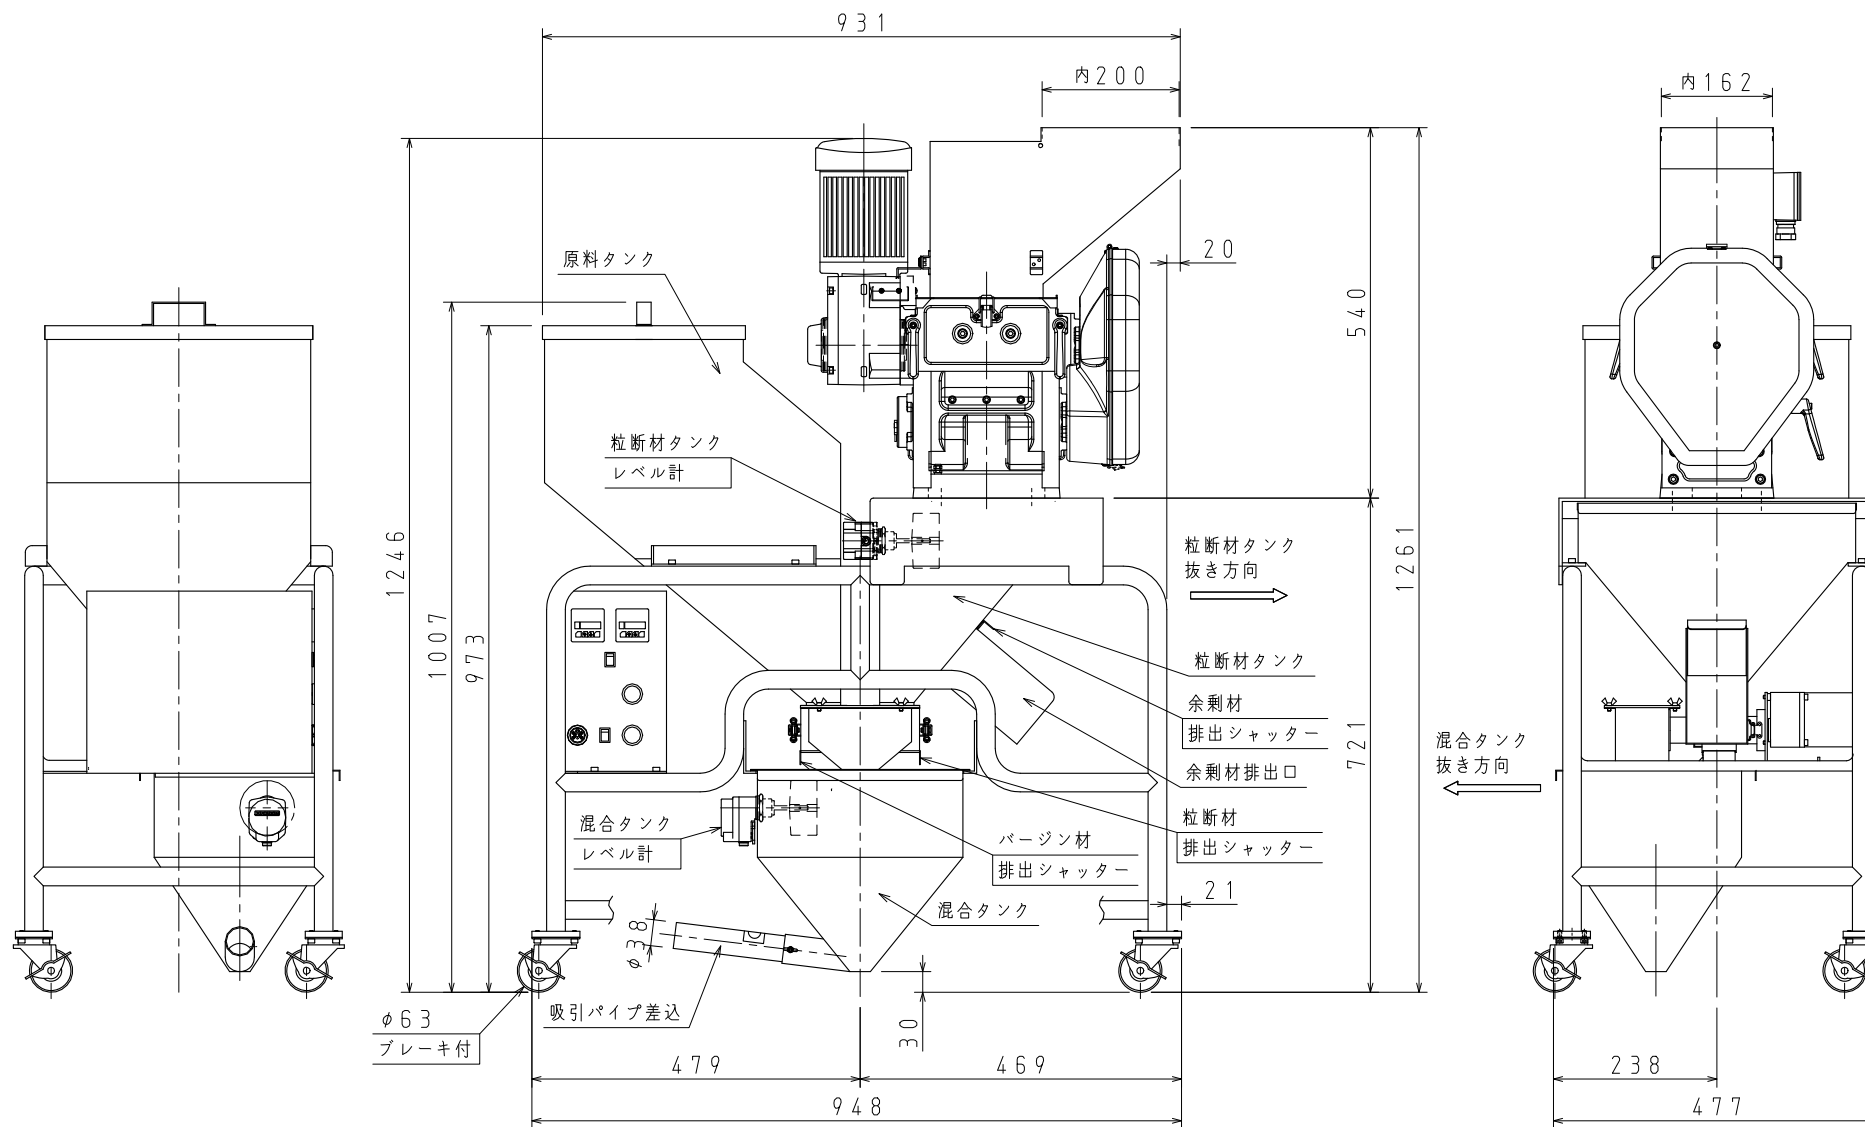 931
内200
内162
20
原料タンク
540
粒断材タンク
レベル計
1246
1007
973
1261
粒断材タンク
抜き方向
粒断材タンク
余剰材
排出シャッター
余剰材排出口
721
混合タンク
抜き方向
混合タンク
レベル計
バージン材
排出シャッター
粒断材
排出シャッター
21
混合タンク
φ38
吸引パイプ差込
φ63
ブレーキ付
30
479
469
238
948
477